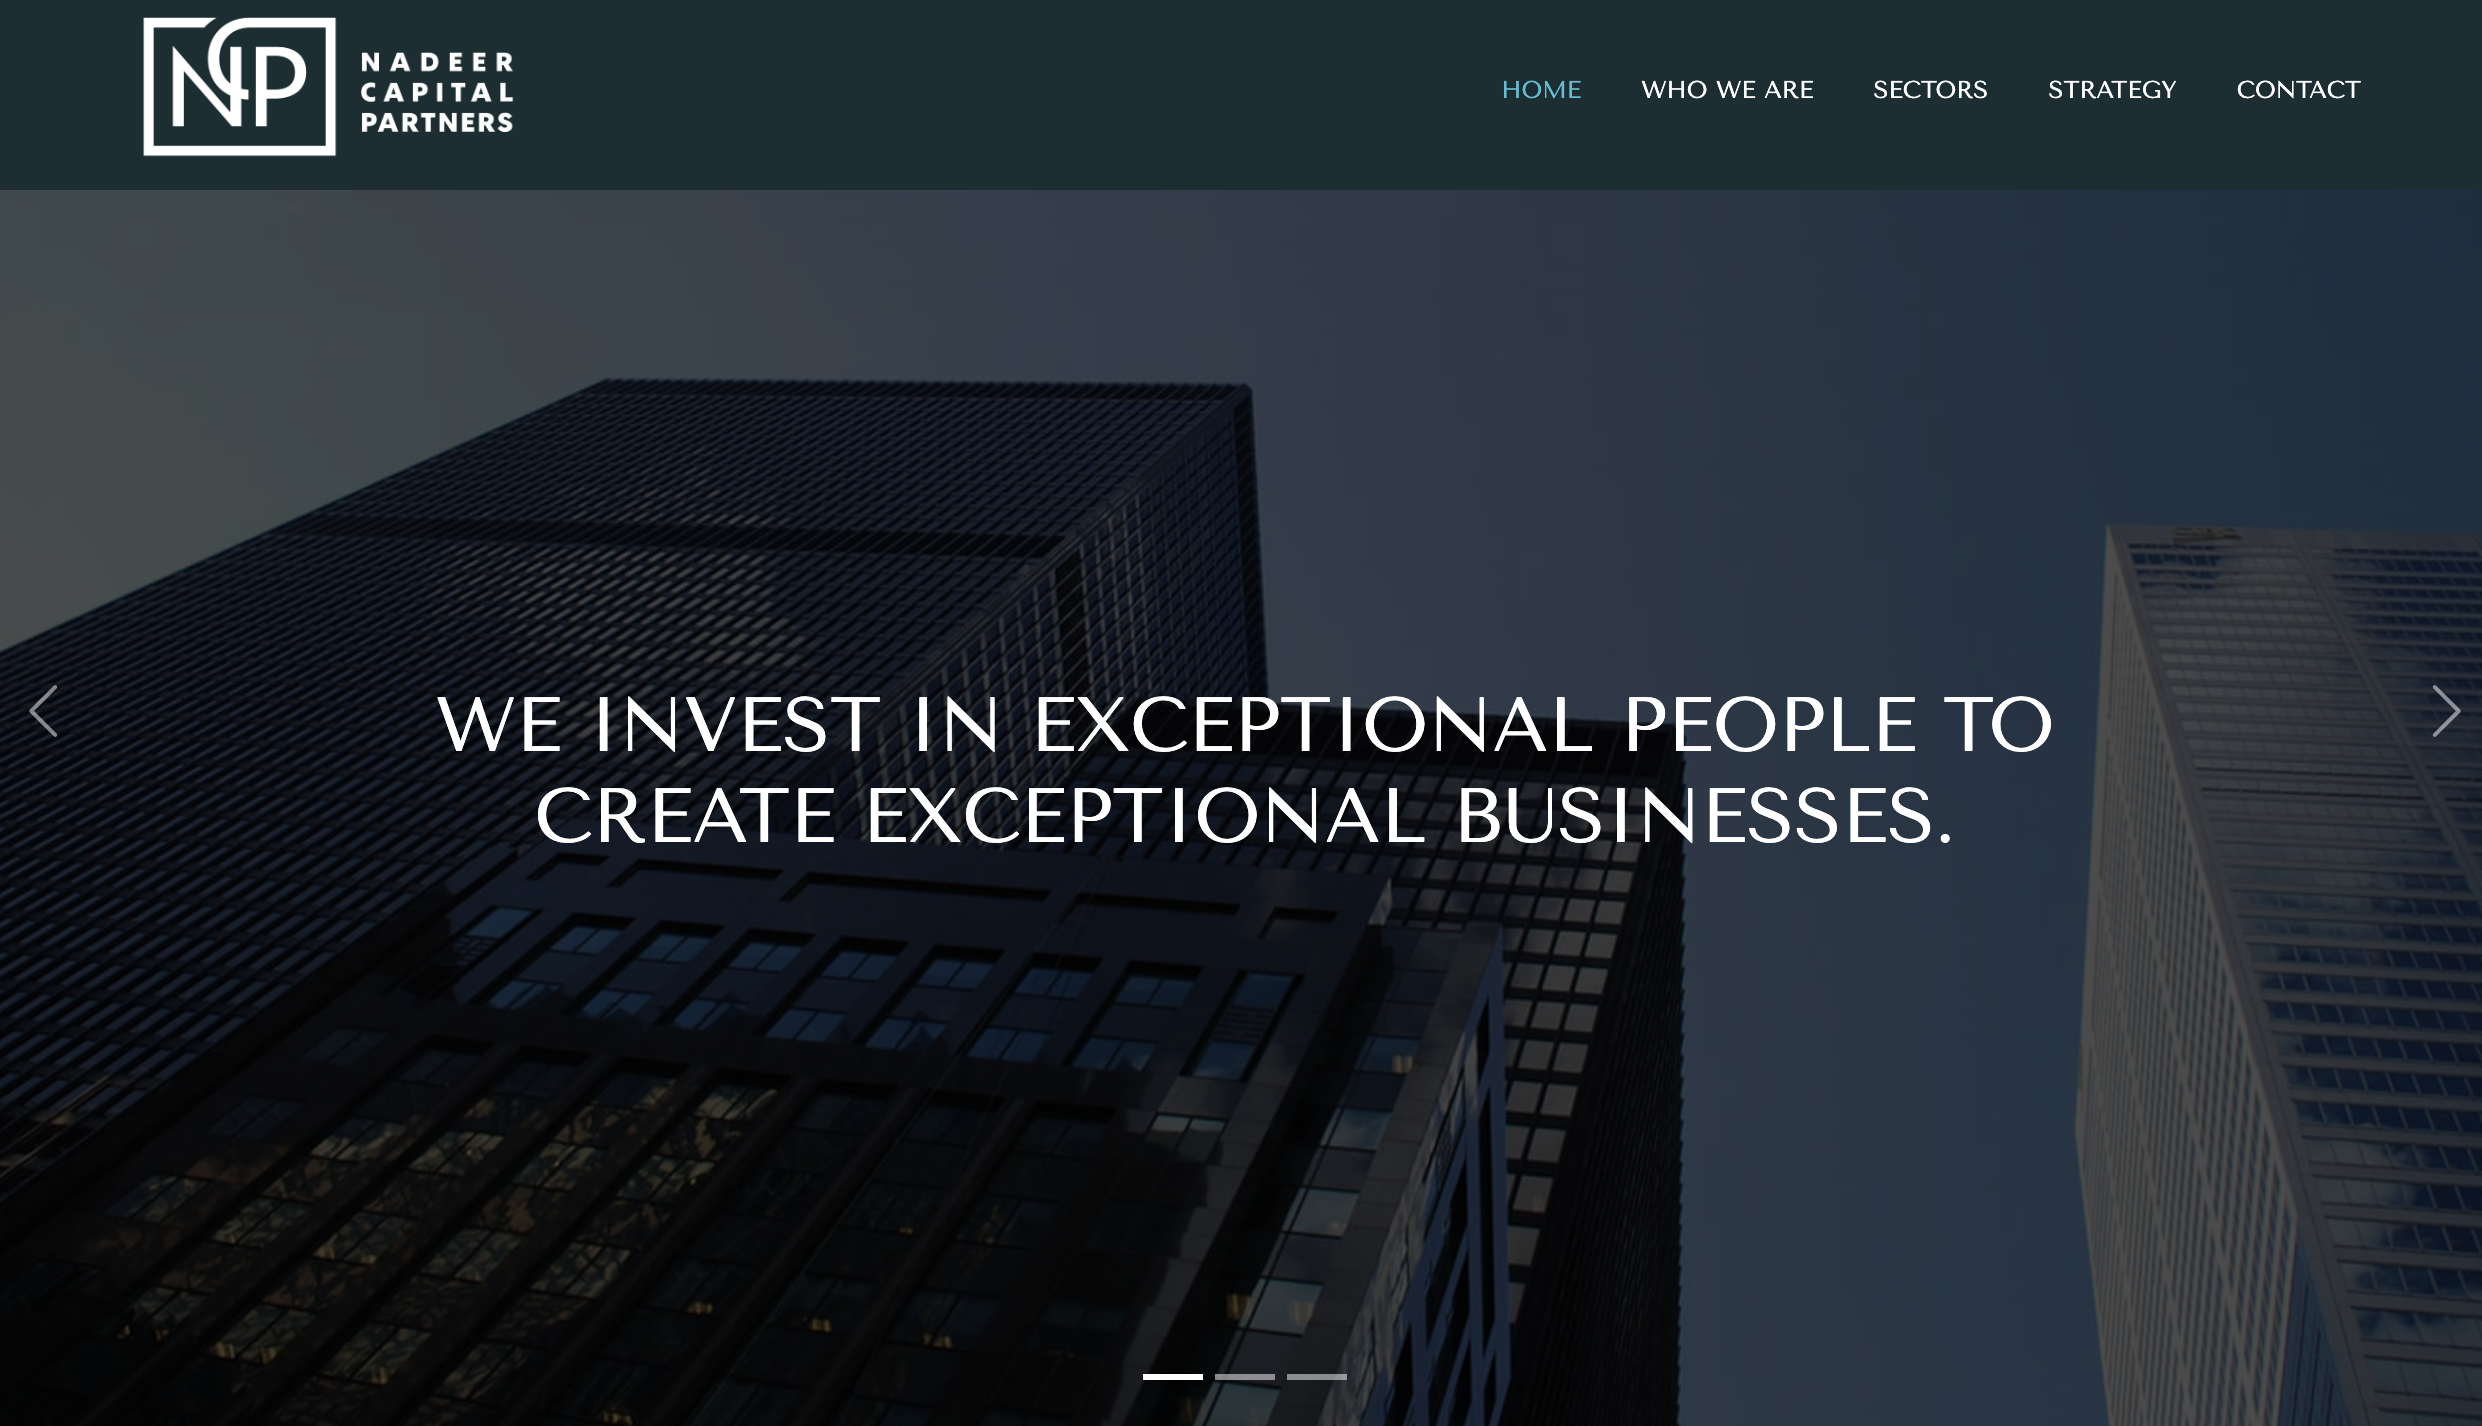 NCP
NADEER
CAPITAL
PARTNERS
HOME
WHO WE ARE
SECTORS
STRATEGY
CONTACT
WE INVEST IN EXCEPTIONAL PEOPLE TO
CREATE EXCEPTIONAL BUSINESSES.